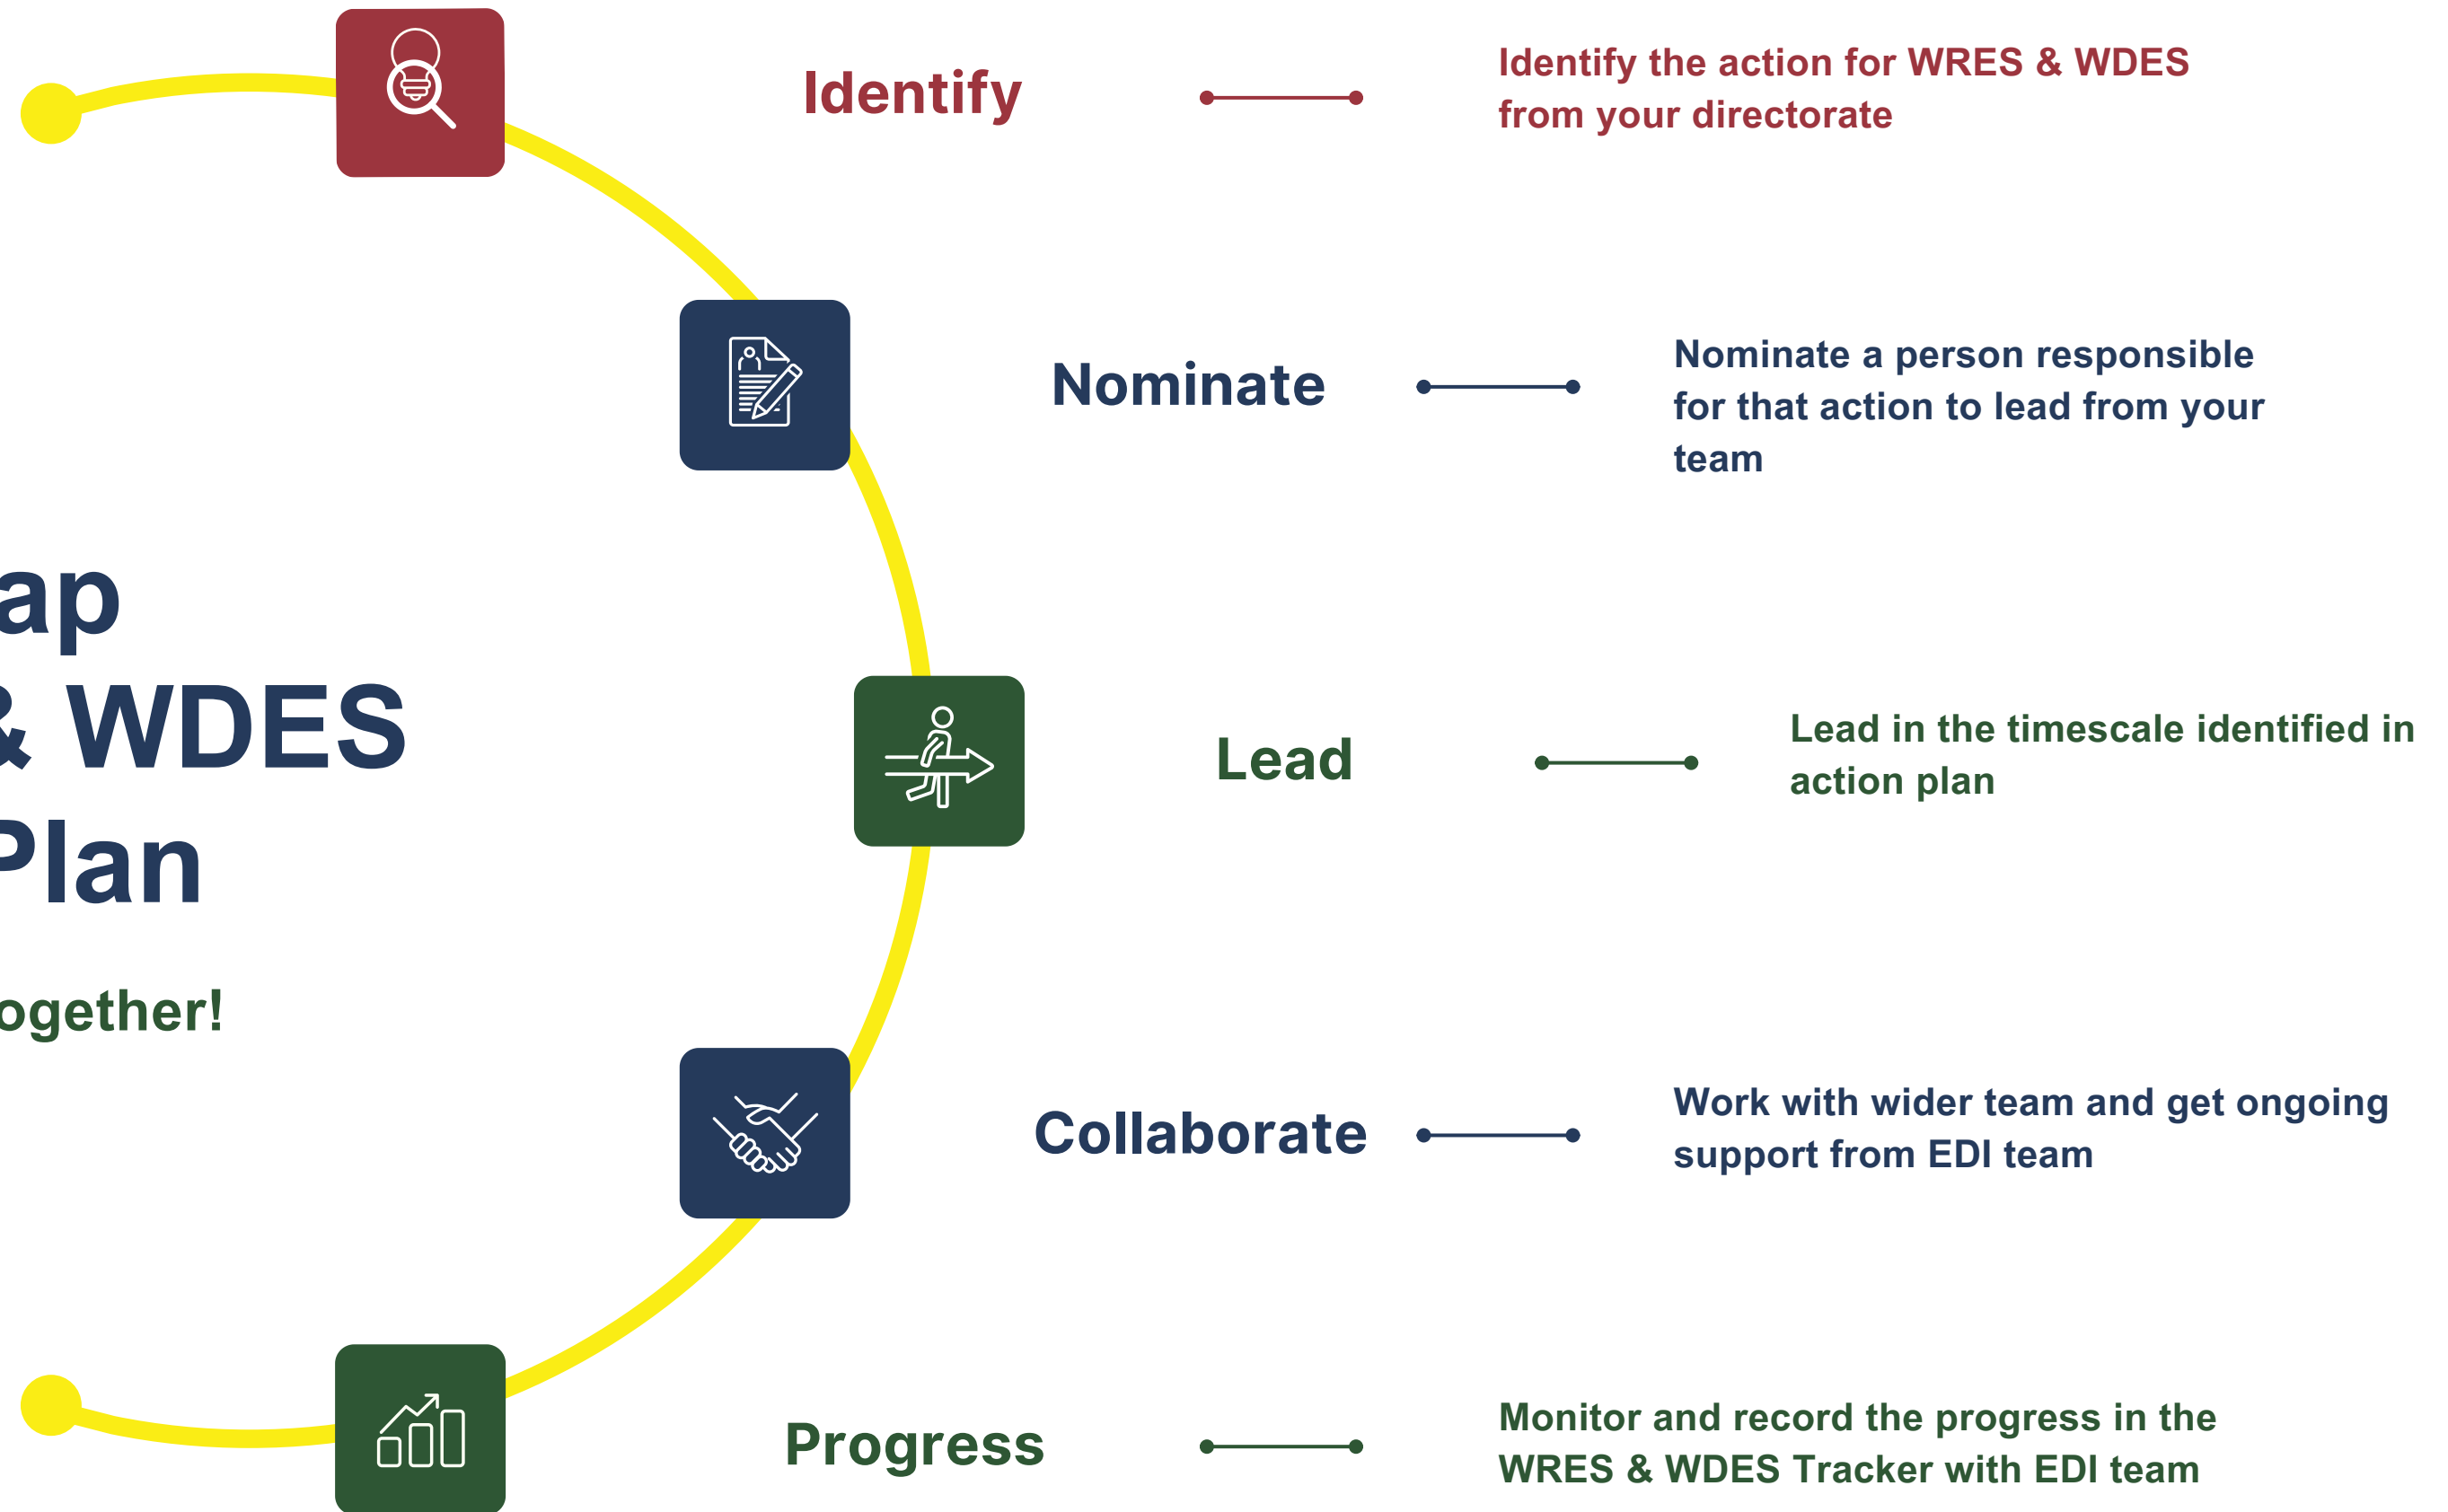 ap
& WDES
Plan
ogether!
Identify
Identify the action for WRES & WDES
from your directorate
Nominate
Nominate a person responsible
for that action to lead from your
team
Lead
Lead in the timescale identified in
action plan
Collaborate
Work with wider team and get ongoing
support from EDI team
Progress
Monitor and record the progress in the
WRES & WDES Tracker with EDI team